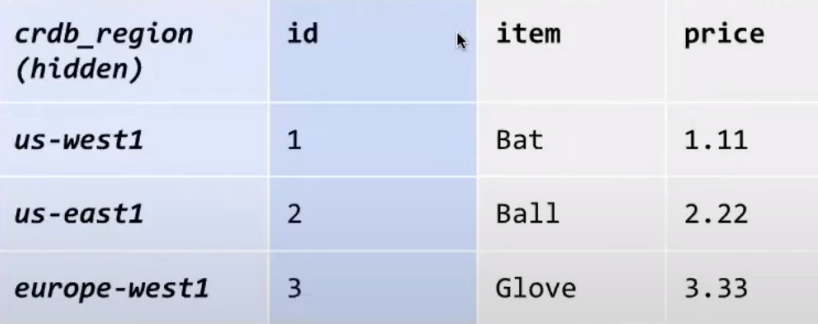 crdb_region id item price
(hidden)
us-west1 1 Bat 1.11
us-east1 2 Ball 2.22
europe-west1 3 Glove 3.33